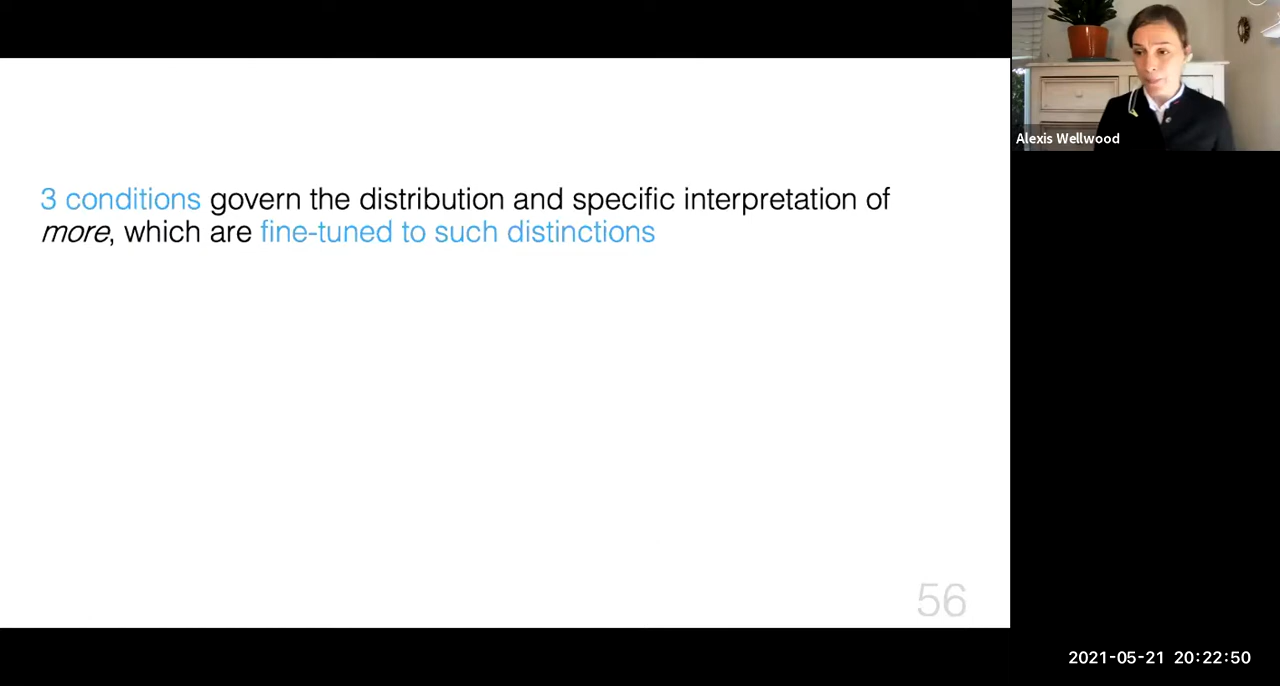 3 conditions govern the distribution and specific interpretation of
more, which are fine-tuned to such distinctions
56
Alexis Wellwood
2021-05-21 20:22:50